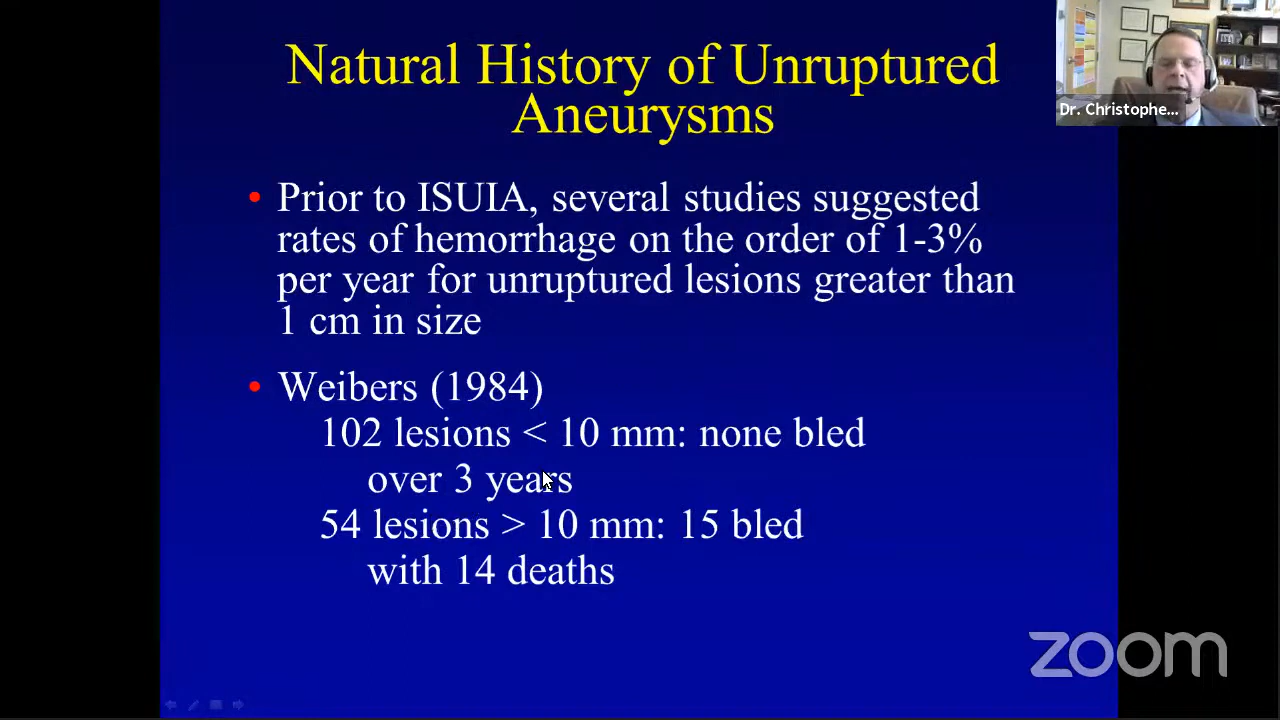 Natural History of Unruptured
Aneurysms
Dr. Christophe...
• Prior to ISUIA, several studies suggested
rates of hemorrhage on the order of 1-3%
per year for unruptured lesions greater than
1 cm in size
• Weibers (1984)
102 lesions < 10 mm: none bled
over 3 years
54 lesions > 10 mm: 15 bled
with 14 deaths
zoom